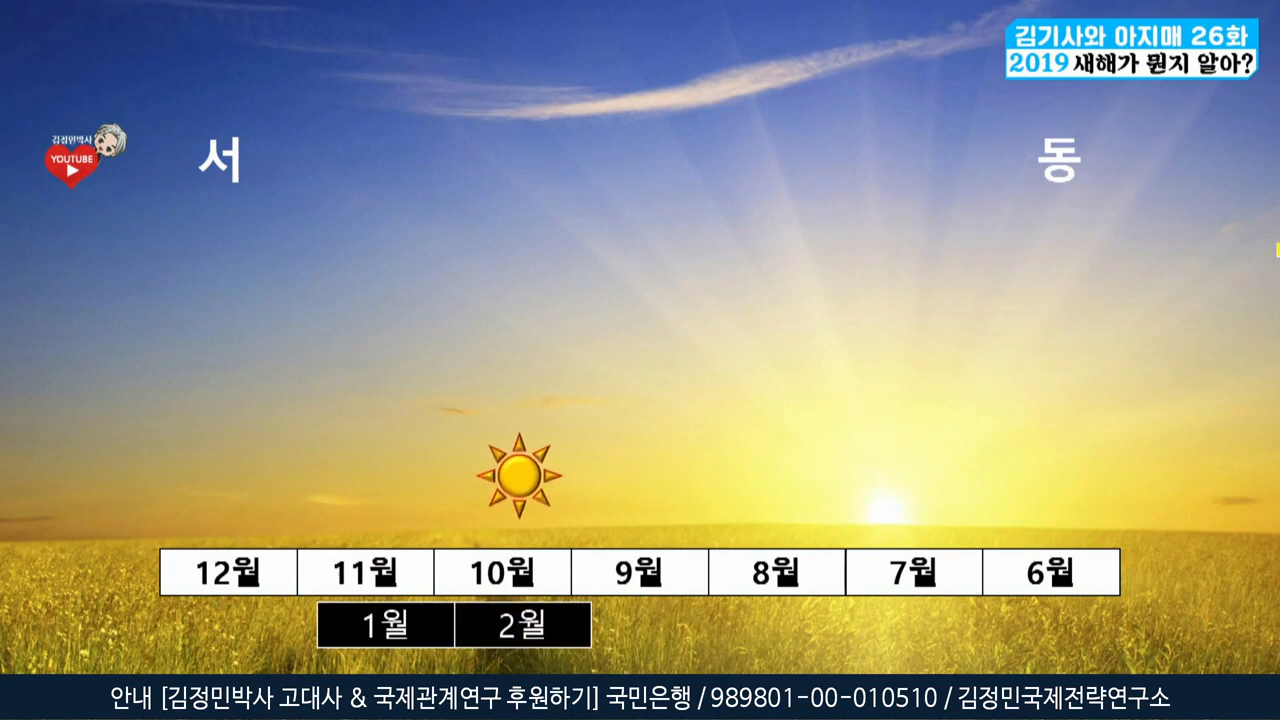 김기사와 아지매 26화
2019 새해가 뭔지 알아?
김정민박사
YOUTUBE
서
동
12월 11월 10월 9월 8월 7월 6월
1월 2월
안내 [김정민박사 고대사 & 국제관계연구 후원하기] 국민은행 / 989801-00-010510 / 김정민국제전략연구소